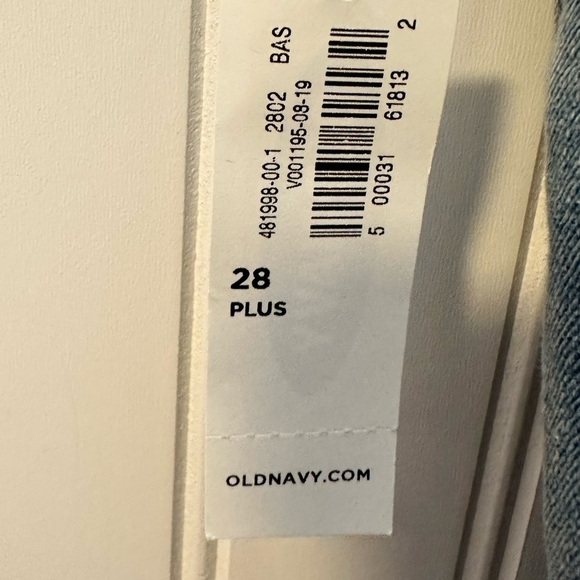 481998-00-1 2802 BAS
V001195-08-19
5 00031 61813 2
28
PLUS
OLDNAVY.COM